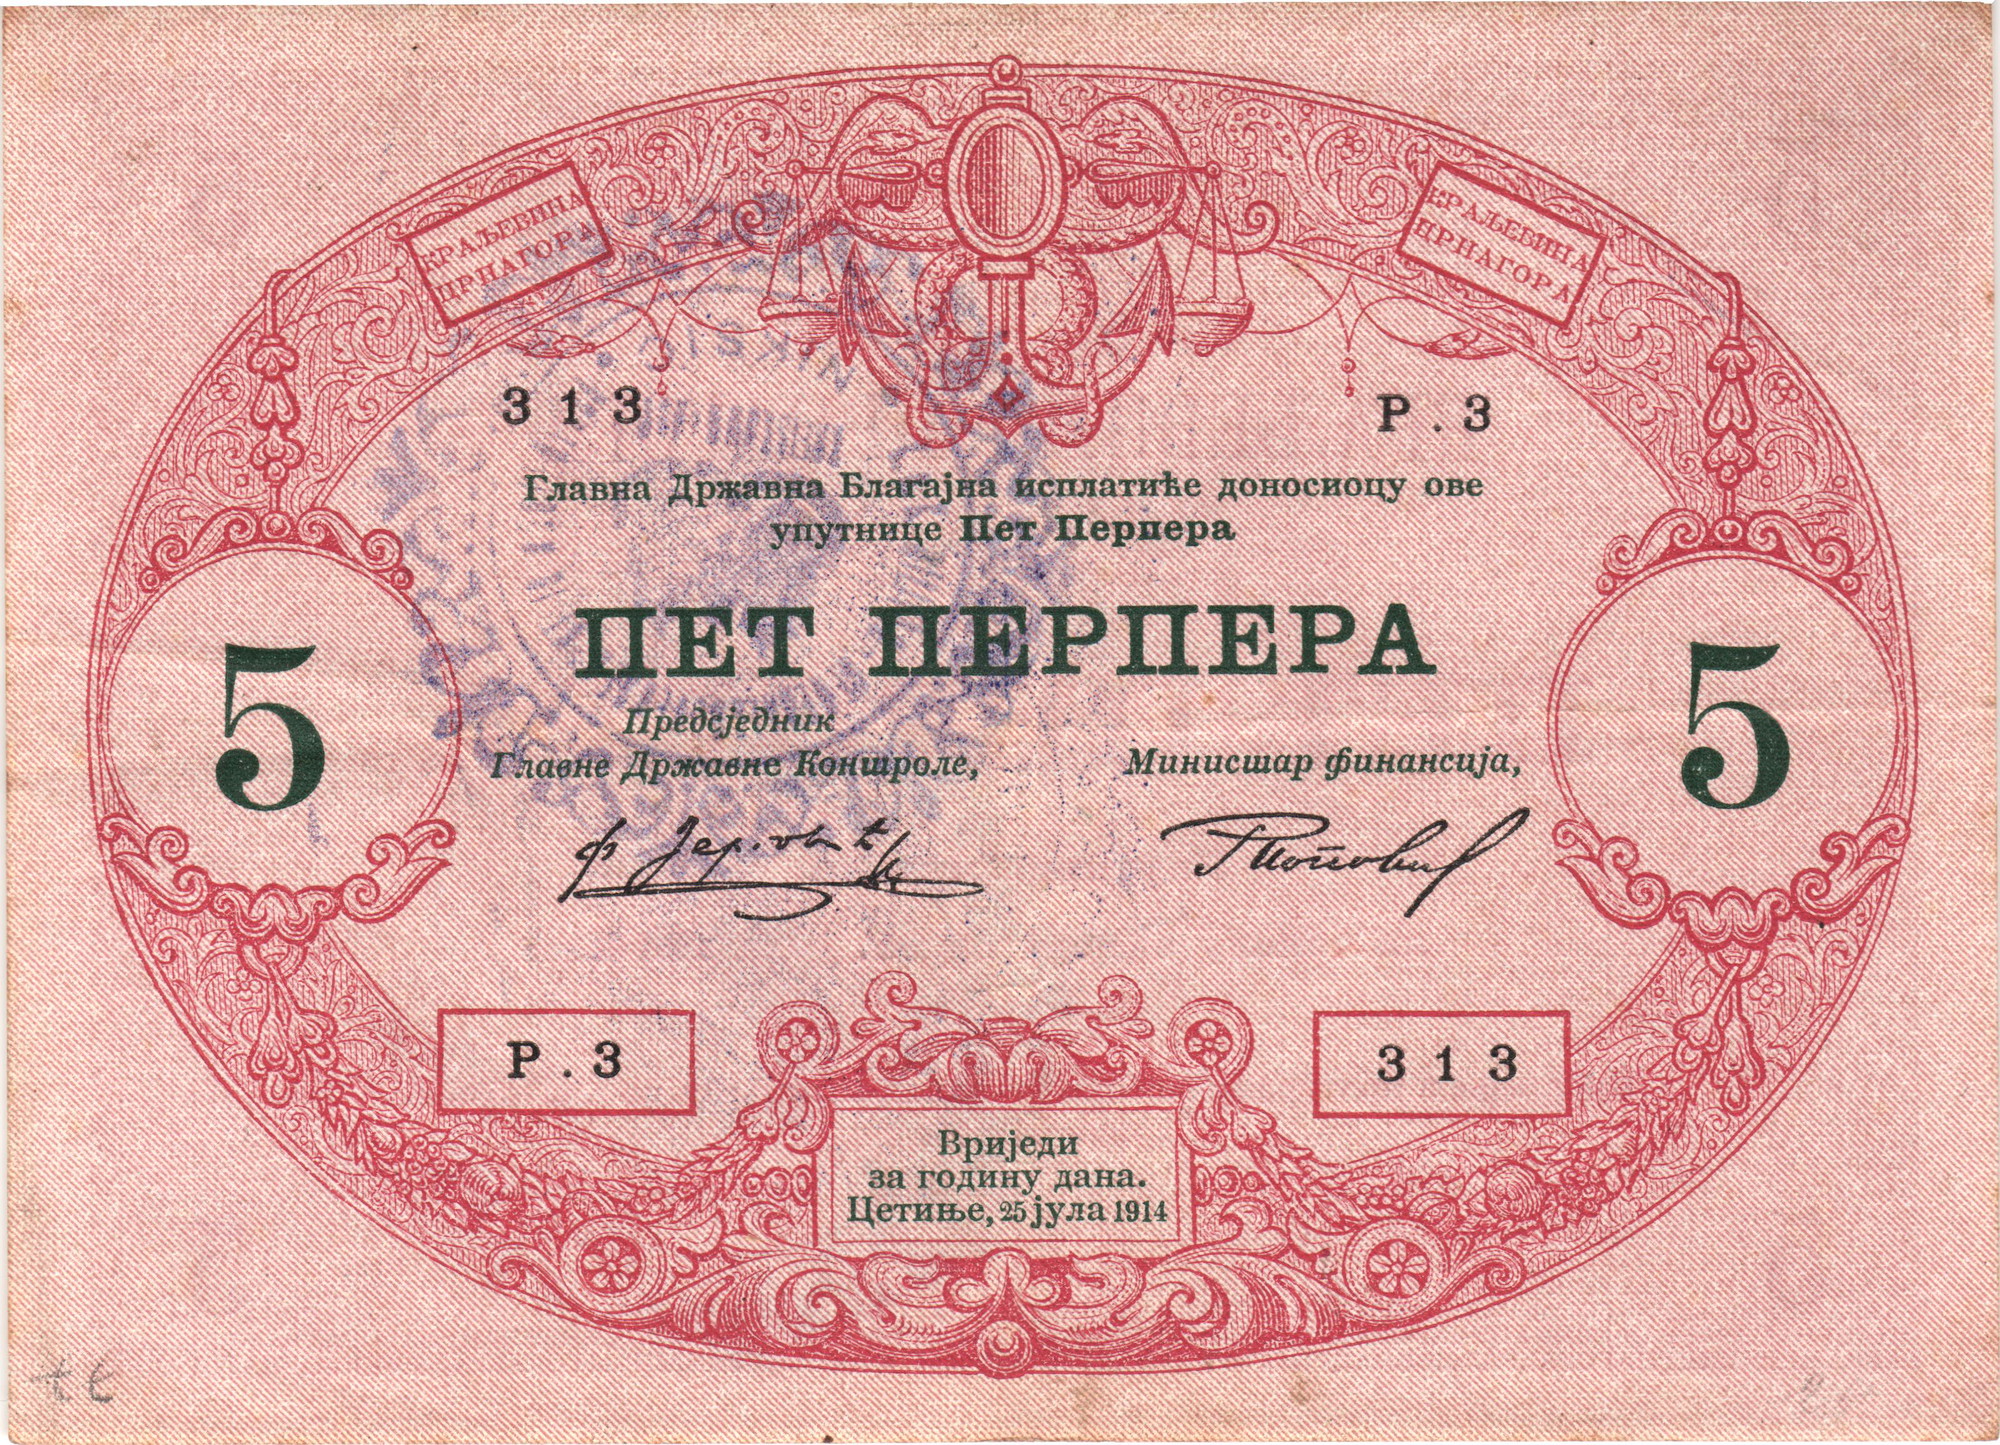 КРАЉЕВИНА
ЦРНАГОРА
КРАЉЕВИНА
ЦРНАГОРА
313
Р.3
Главна Државна Благајна исплатиће доносиоцу ове
упутнице Пет Перпера
ПЕТ ПЕРПЕРА
5
5
Предсједник
Главне Државне Контроле,
Министар финансија,
Р.3
313
Вриједи
за годину дана.
Цетиње, 25 јула 1914